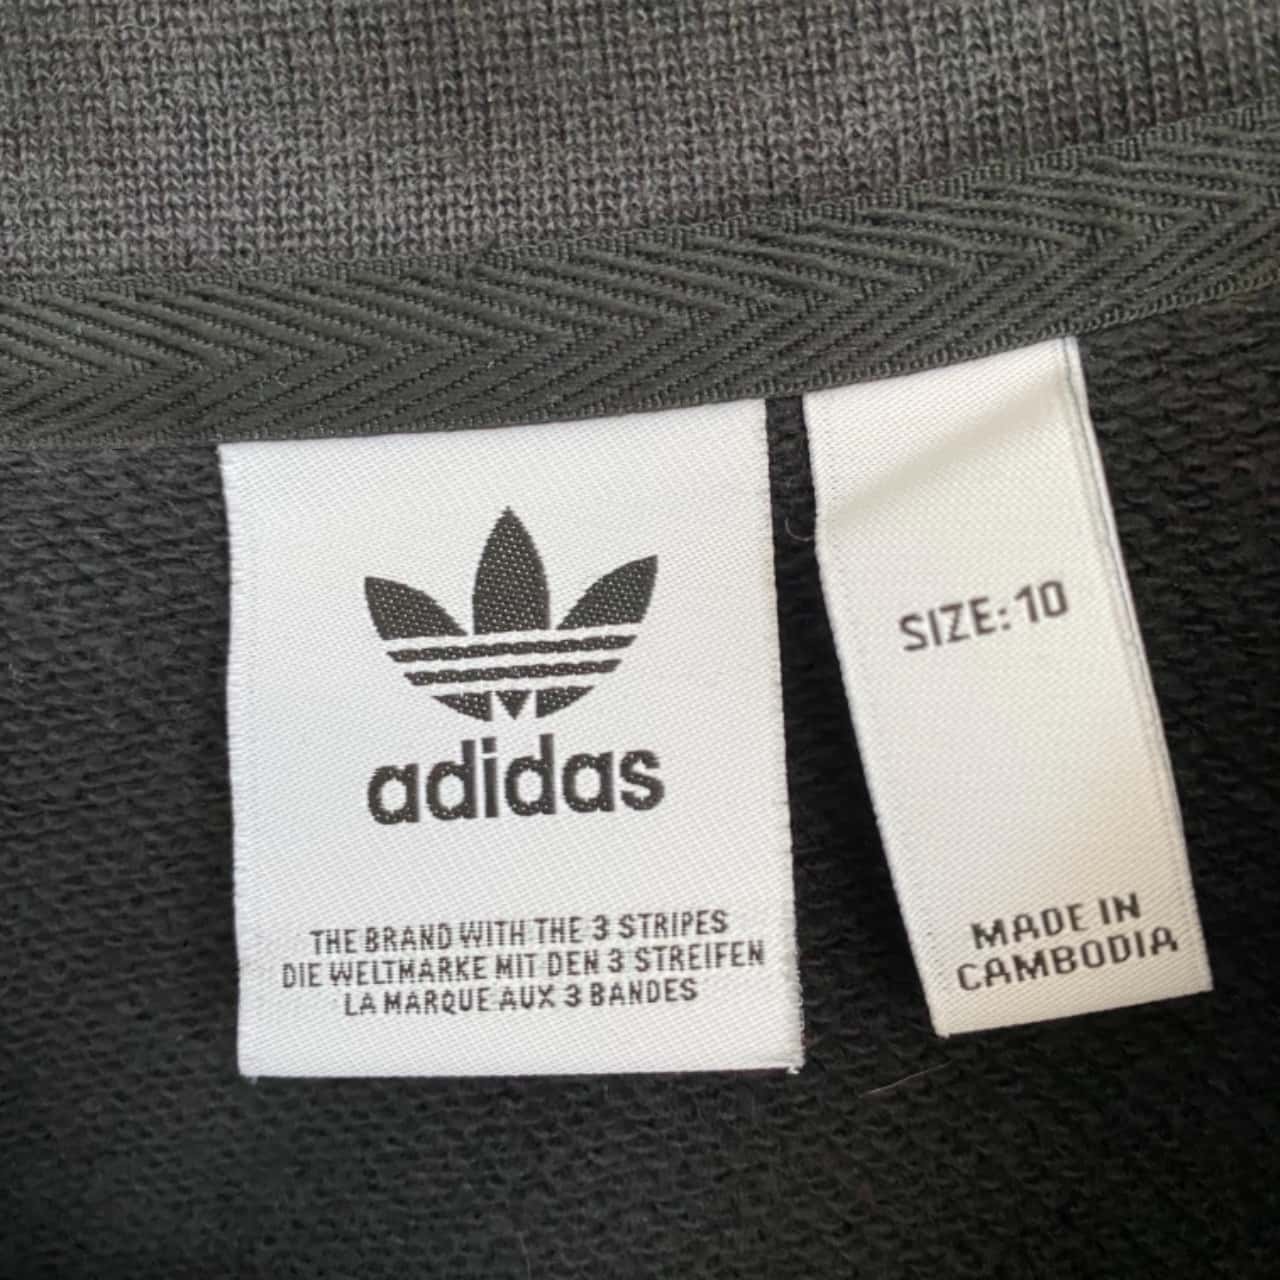 adidas
THE BRAND WITH THE 3 STRIPES
DIE WELTMARKE MIT DEN 3 STREIFEN
LA MARQUE AUX 3 BANDES
SIZE: 10
MADE IN
CAMBODIA